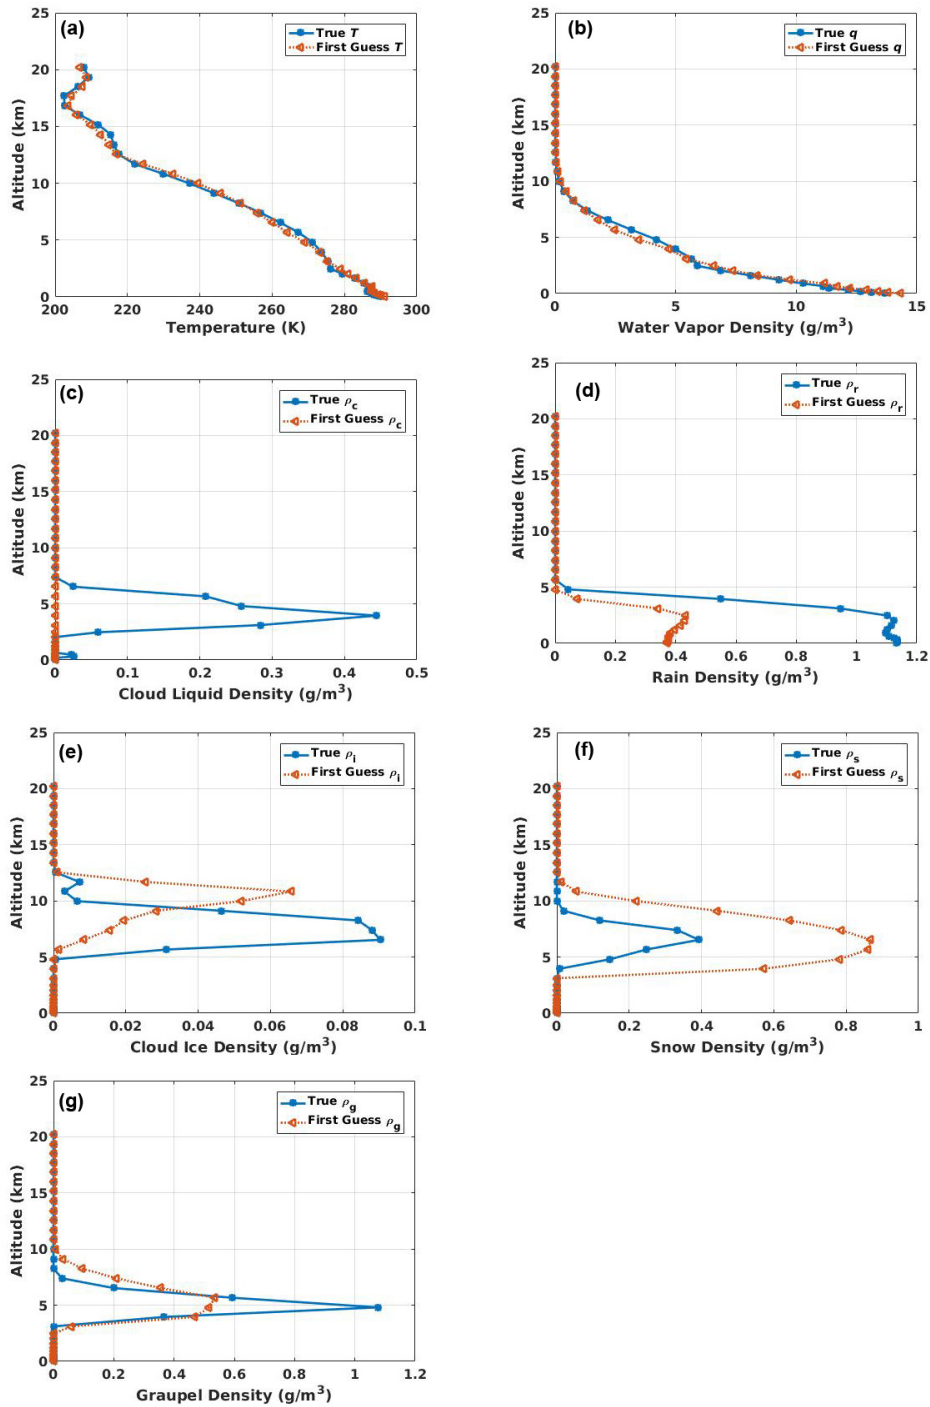 (a)
True T
First Guess T
25
20
15
10
5
0
Altitude (km)
200 220 240 260 280 300
Temperature (K)
(b)
True q
First Guess q
25
20
15
10
5
0
Altitude (km)
0 5 10 15
Water Vapor Density (g/m3)
(c)
True ρc
First Guess ρc
25
20
15
10
5
0
Altitude (km)
0 0.1 0.2 0.3 0.4 0.5
Cloud Liquid Density (g/m3)
(d)
True ρr
First Guess ρr
25
20
15
10
5
0
Altitude (km)
0 0.2 0.4 0.6 0.8 1 1.2
Rain Density (g/m3)
(e)
True ρi
First Guess ρi
25
20
15
10
5
0
Altitude (km)
0 0.02 0.04 0.06 0.08 0.1
Cloud Ice Density (g/m3)
(f)
True ρs
First Guess ρs
25
20
15
10
5
0
Altitude (km)
0 0.2 0.4 0.6 0.8 1
Snow Density (g/m3)
(g)
True ρg
First Guess ρg
25
20
15
10
5
0
Altitude (km)
0 0.2 0.4 0.6 0.8 1 1.2
Graupel Density (g/m3)